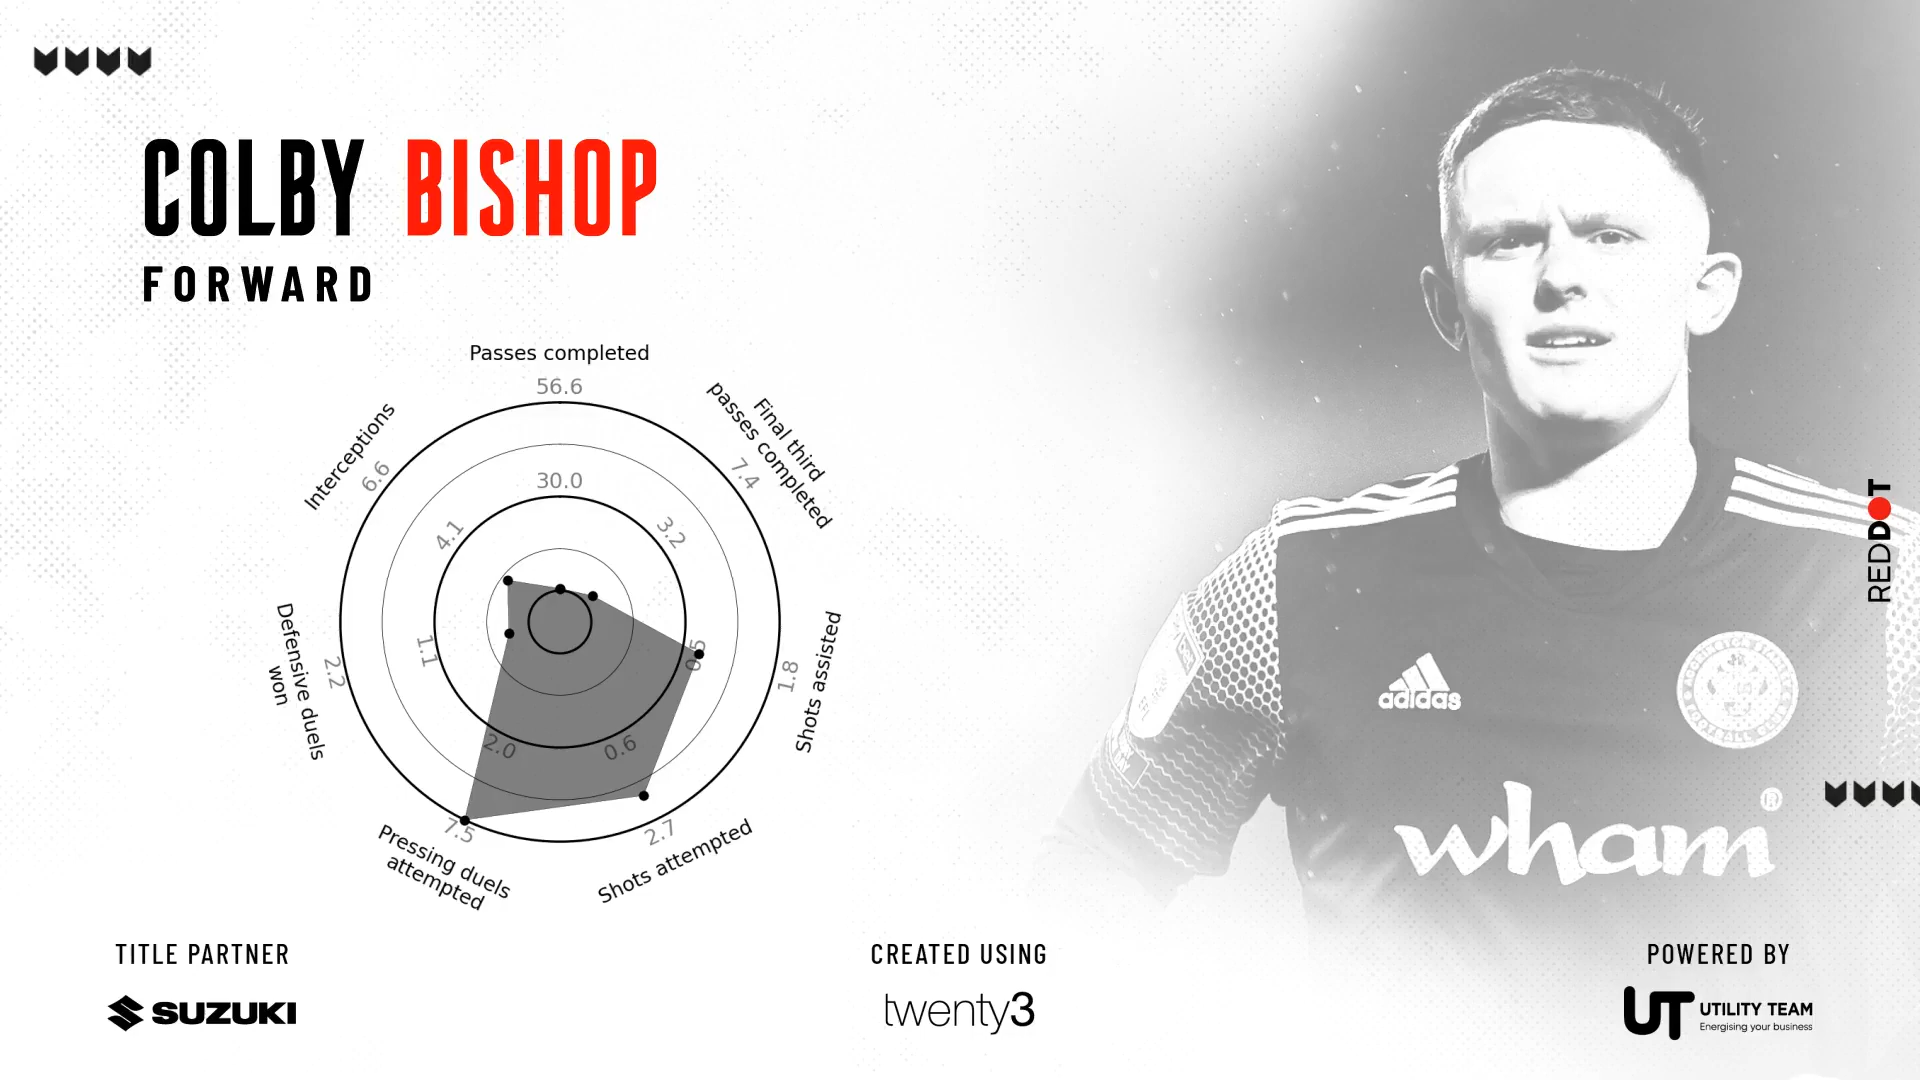 COLBY BISHOP
FORWARD
Passes completed
56.6
30.0
Final third
passes completed
7.4
3.2
Shots assisted
1.8
0.5
Shots attempted
2.7
0.6
Pressing duels
attempted
7.5
2.0
Defensive duels
won
2.2
1.1
Interceptions
6.6
4.1
REDDOT
adidas
wham
®
TITLE PARTNER
SUZUKI
CREATED USING
twenty3
POWERED BY
UT UTILITY TEAM
Energising your business